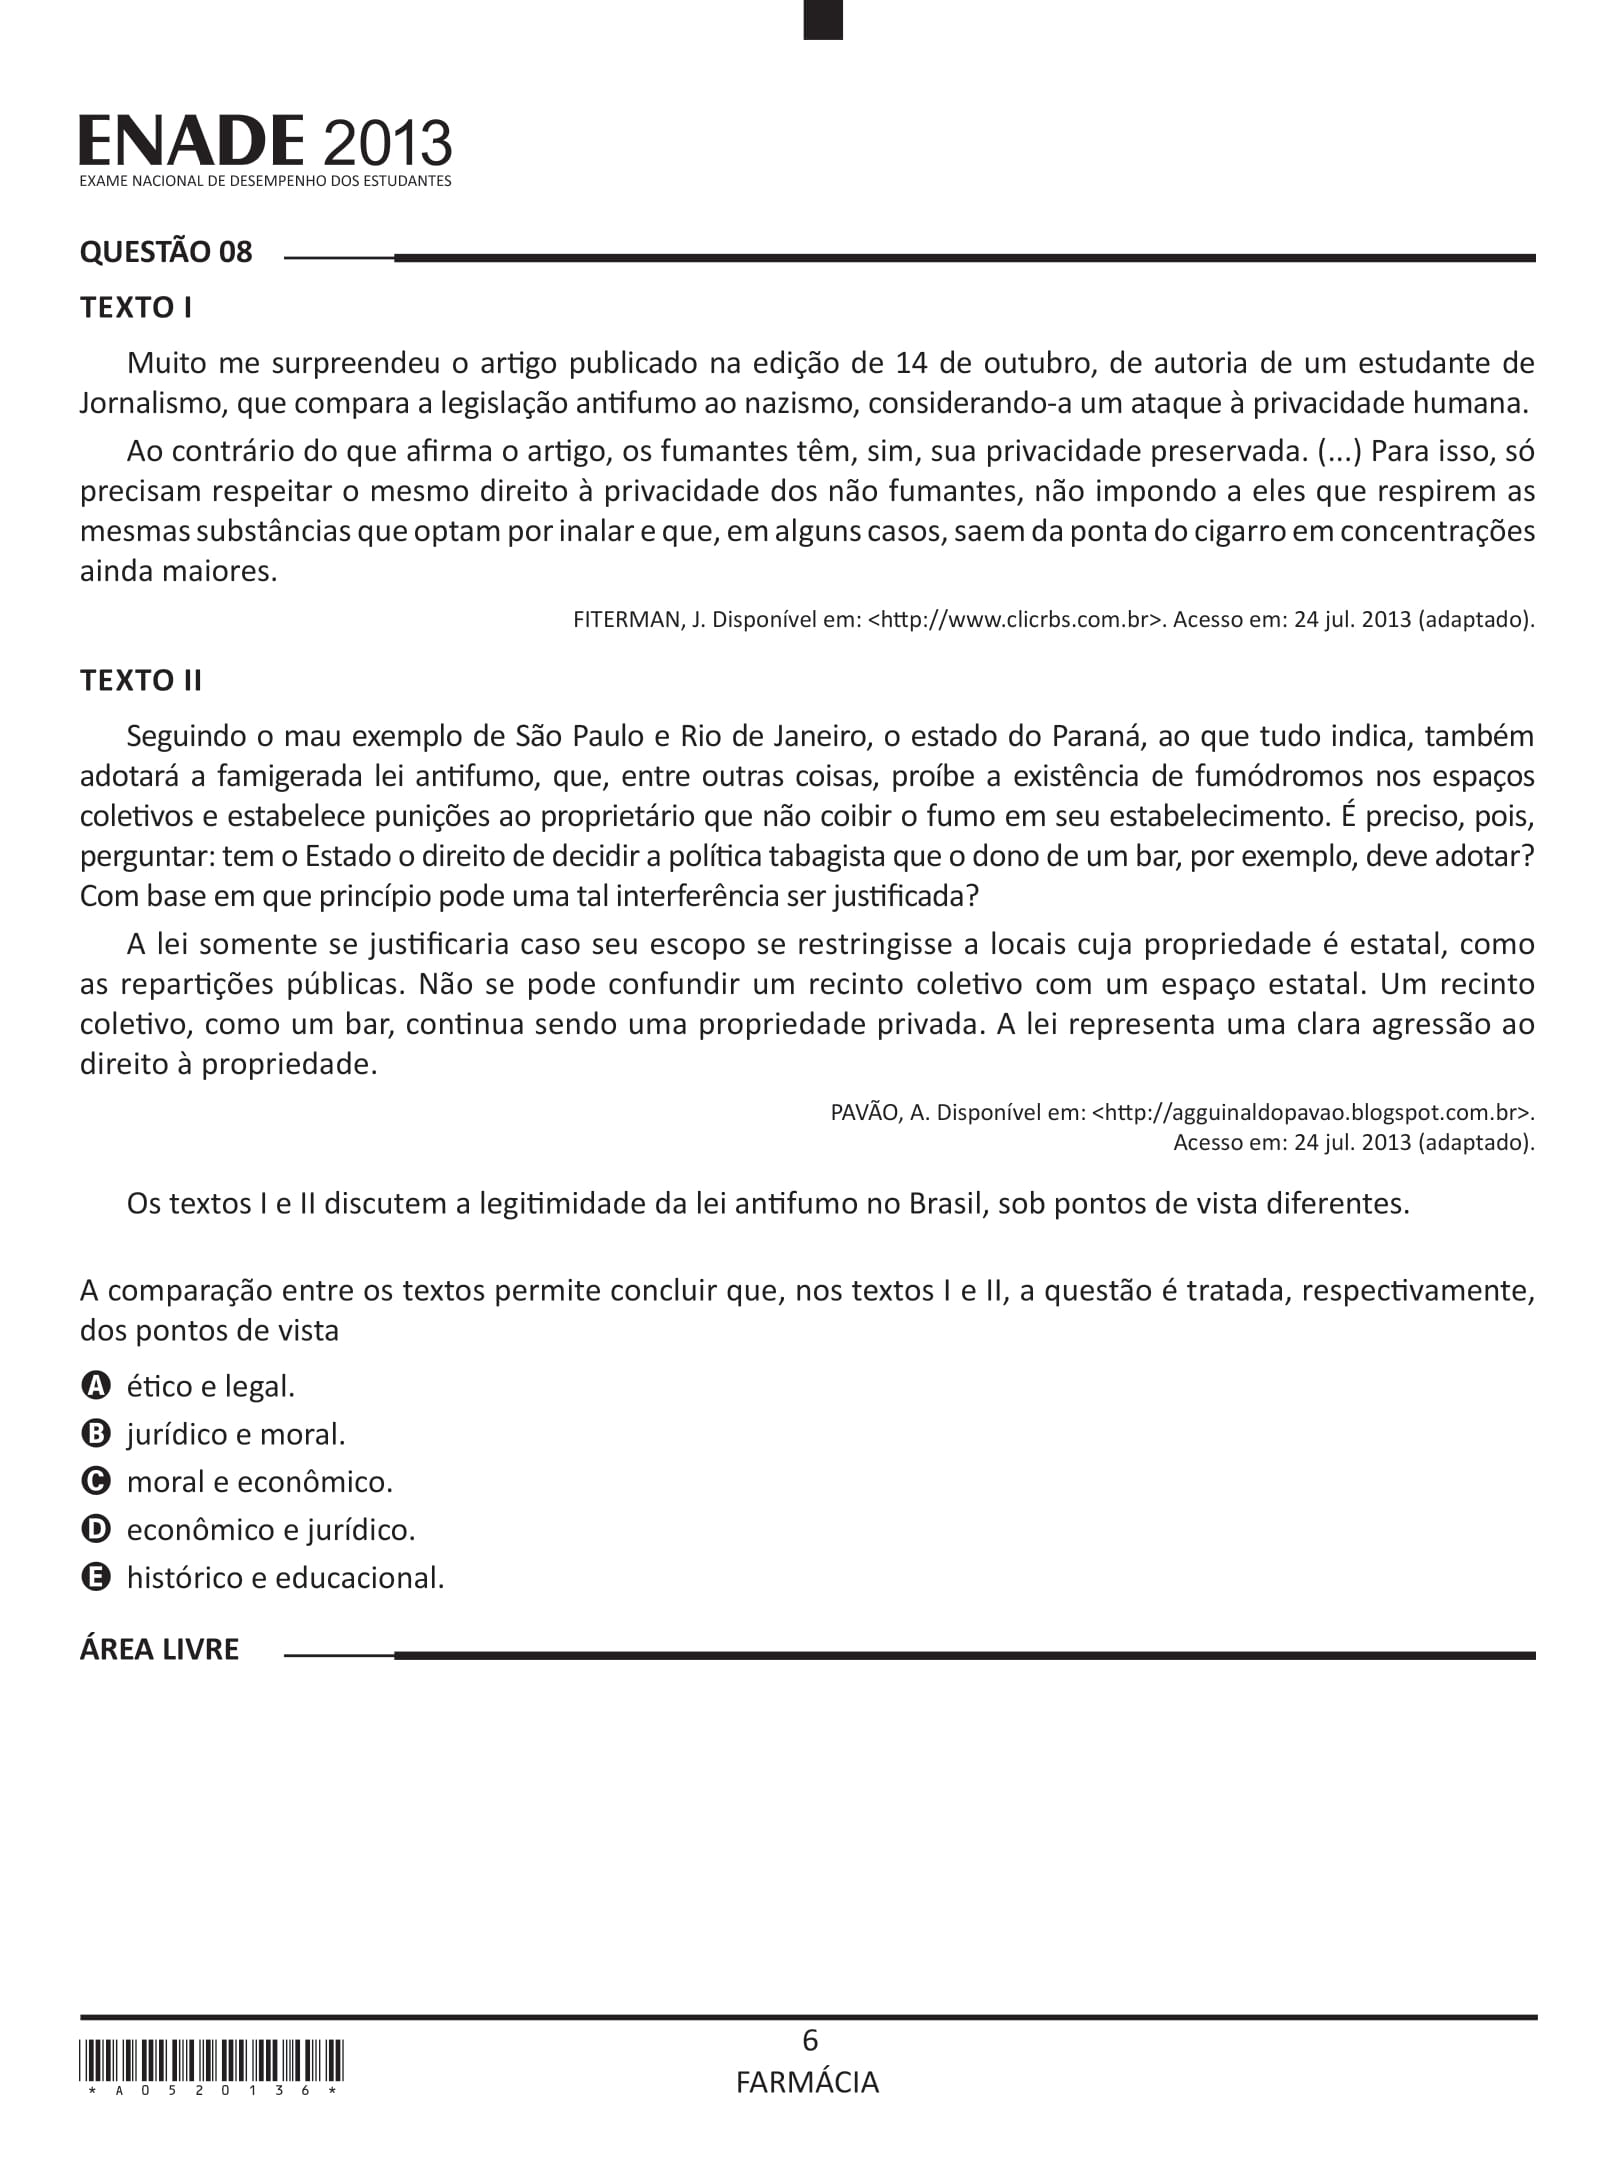 ENADE 2013
EXAME NACIONAL DE DESEMPENHO DOS ESTUDANTES
QUESTÃO 08
TEXTO I
Muito me surpreendeu o artigo publicado na edição de 14 de outubro, de autoria de um estudante de
Jornalismo, que compara a legislação antifumo ao nazismo, considerando-a um ataque à privacidade humana.
Ao contrário do que afirma o artigo, os fumantes têm, sim, sua privacidade preservada. (...) Para isso, só
precisam respeitar o mesmo direito à privacidade dos não fumantes, não impondo a eles que respirem as
mesmas substâncias que optam por inalar e que, em alguns casos, saem da ponta do cigarro em concentrações
ainda maiores.
FITERMAN, J. Disponível em: <http://www.clicrbs.com.br>. Acesso em: 24 jul. 2013 (adaptado).
TEXTO II
Seguindo o mau exemplo de São Paulo e Rio de Janeiro, o estado do Paraná, ao que tudo indica, também
adotará a famigerada lei antifumo, que, entre outras coisas, proíbe a existência de fumódromos nos espaços
coletivos e estabelece punições ao proprietário que não coibir o fumo em seu estabelecimento. É preciso, pois,
perguntar: tem o Estado o direito de decidir a política tabagista que o dono de um bar, por exemplo, deve adotar?
Com base em que princípio pode uma tal interferência ser justificada?
A lei somente se justificaria caso seu escopo se restringisse a locais cuja propriedade é estatal, como
as repartições públicas. Não se pode confundir um recinto coletivo com um espaço estatal. Um recinto
coletivo, como um bar, continua sendo uma propriedade privada. A lei representa uma clara agressão ao
direito à propriedade.
PAVÃO, A. Disponível em: <http://agguinaldopavao.blogspot.com.br>.
Acesso em: 24 jul. 2013 (adaptado).
Os textos I e II discutem a legitimidade da lei antifumo no Brasil, sob pontos de vista diferentes.
A comparação entre os textos permite concluir que, nos textos I e II, a questão é tratada, respectivamente,
dos pontos de vista
A ético e legal.
B jurídico e moral.
C moral e econômico.
D econômico e jurídico.
E histórico e educacional.
ÁREA LIVRE
6
FARMÁCIA
*A0520136*